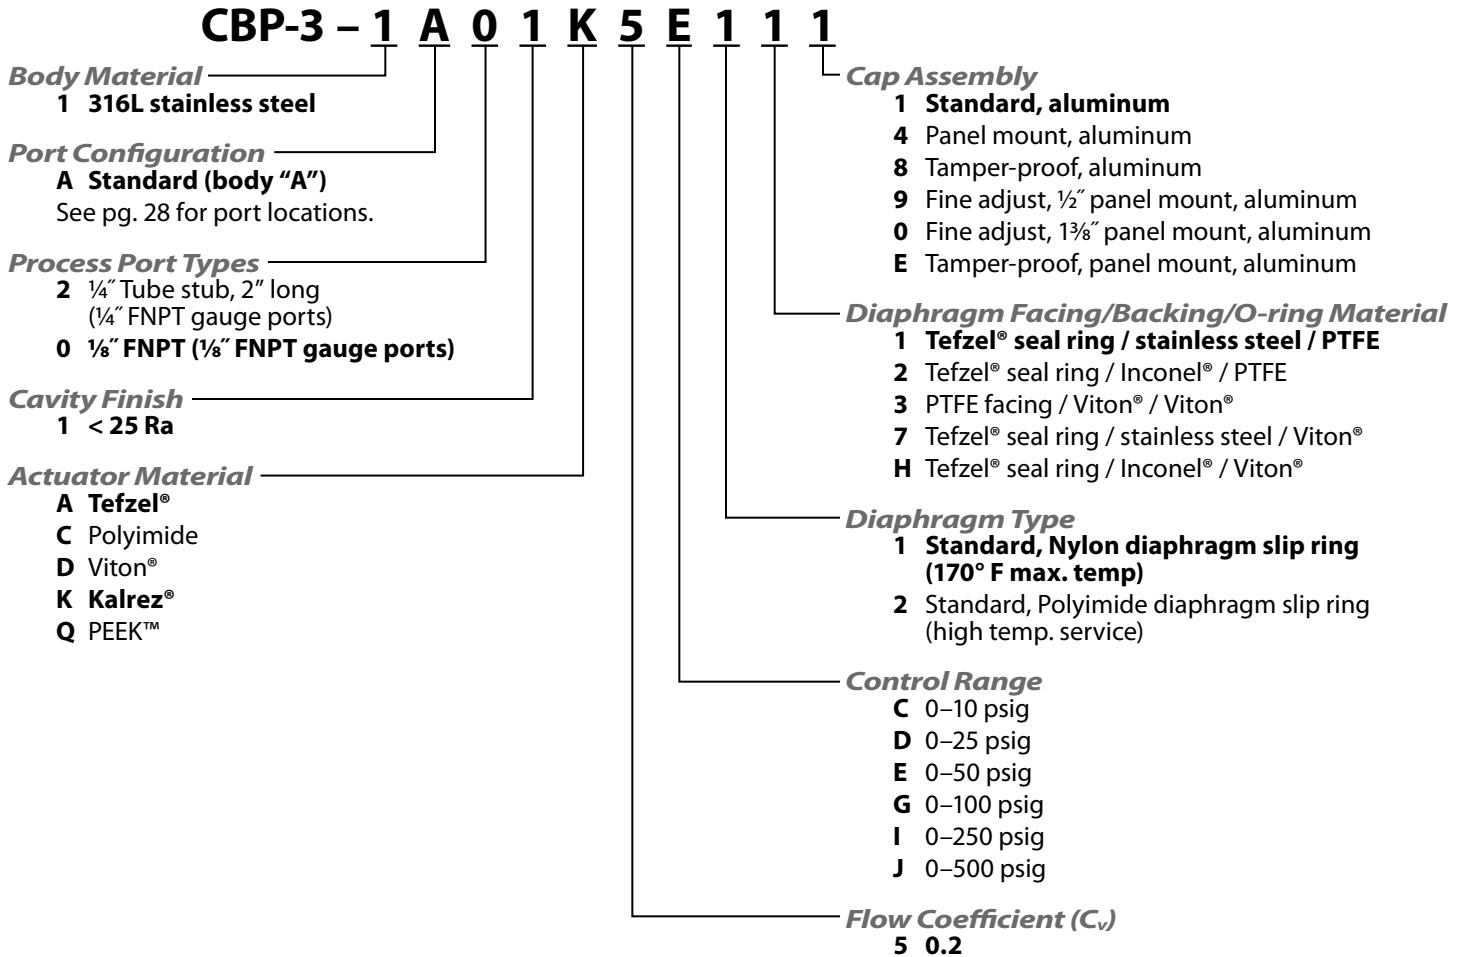 CBP-3 – 1 A 0 1 K 5 E 1 1 1
Body Material
1 316L stainless steel
Port Configuration
A Standard (body “A”)
See pg. 28 for port locations.
Process Port Types
2 ¼˝ Tube stub, 2” long
(¼˝ FNPT gauge ports)
0 ⅛˝ FNPT (⅛˝ FNPT gauge ports)
Cavity Finish
1 < 25 Ra
Actuator Material
A Tefzel®
C Polyimide
D Viton®
K Kalrez®
Q PEEK™
Cap Assembly
1 Standard, aluminum
4 Panel mount, aluminum
8 Tamper-proof, aluminum
9 Fine adjust, ½˝ panel mount, aluminum
0 Fine adjust, 1⅜˝ panel mount, aluminum
E Tamper-proof, panel mount, aluminum
Diaphragm Facing/Backing/O-ring Material
1 Tefzel® seal ring / stainless steel / PTFE
2 Tefzel® seal ring / Inconel® / PTFE
3 PTFE facing / Viton® / Viton®
7 Tefzel® seal ring / stainless steel / Viton®
H Tefzel® seal ring / Inconel® / Viton®
Diaphragm Type
1 Standard, Nylon diaphragm slip ring
(170° F max. temp)
2 Standard, Polyimide diaphragm slip ring
(high temp. service)
Control Range
C 0–10 psig
D 0–25 psig
E 0–50 psig
G 0–100 psig
I 0–250 psig
J 0–500 psig
Flow Coefficient (Cᵥ)
5 0.2